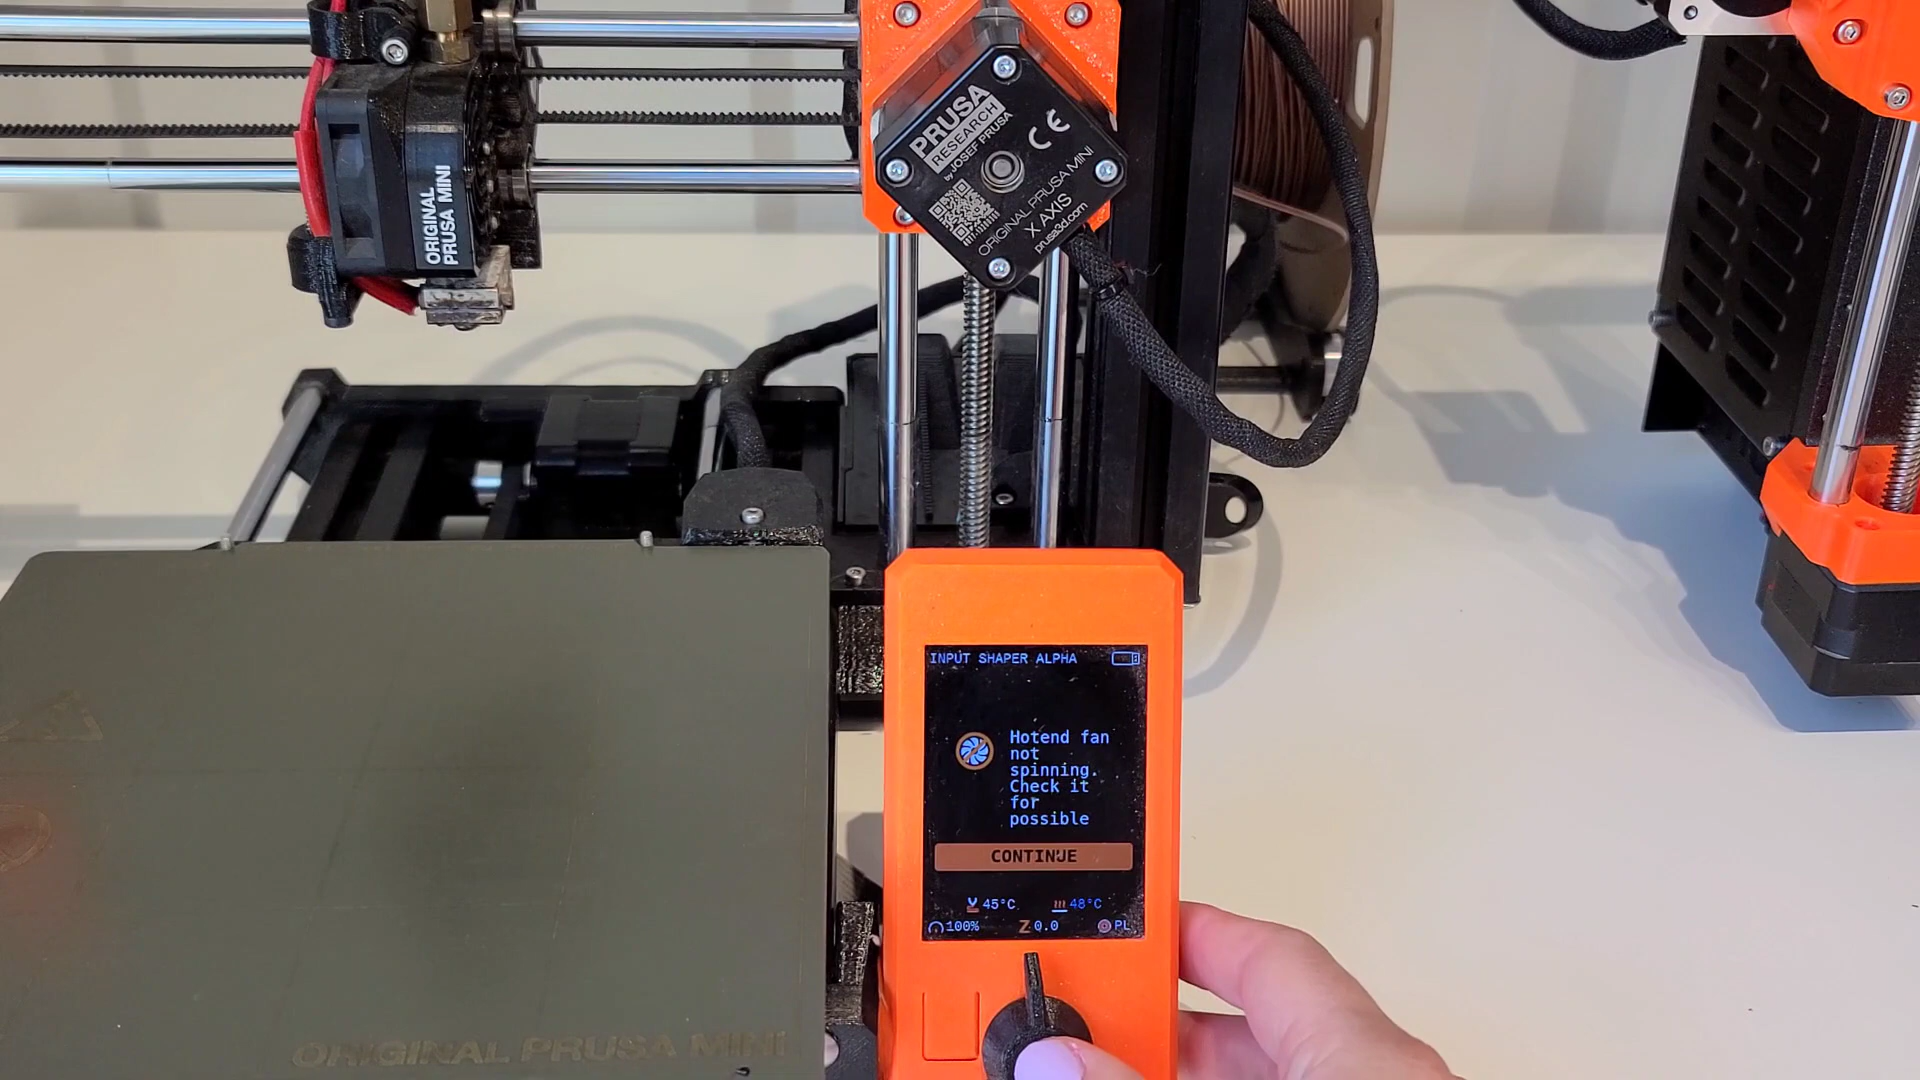 PRUSA
RESEARCH
by JOSEF PRUSA
CE
ORIGINAL PRUSA MINI
X AXIS
prusa3d.com
ORIGINAL
PRUSA MINI
INPUT SHAPER ALPHA
Hotend fan
not
spinning.
Check it
for
possible
CONTINUE
45°C
48°C
100%
Z 0.0
PL
ORIGINAL PRUSA MINI